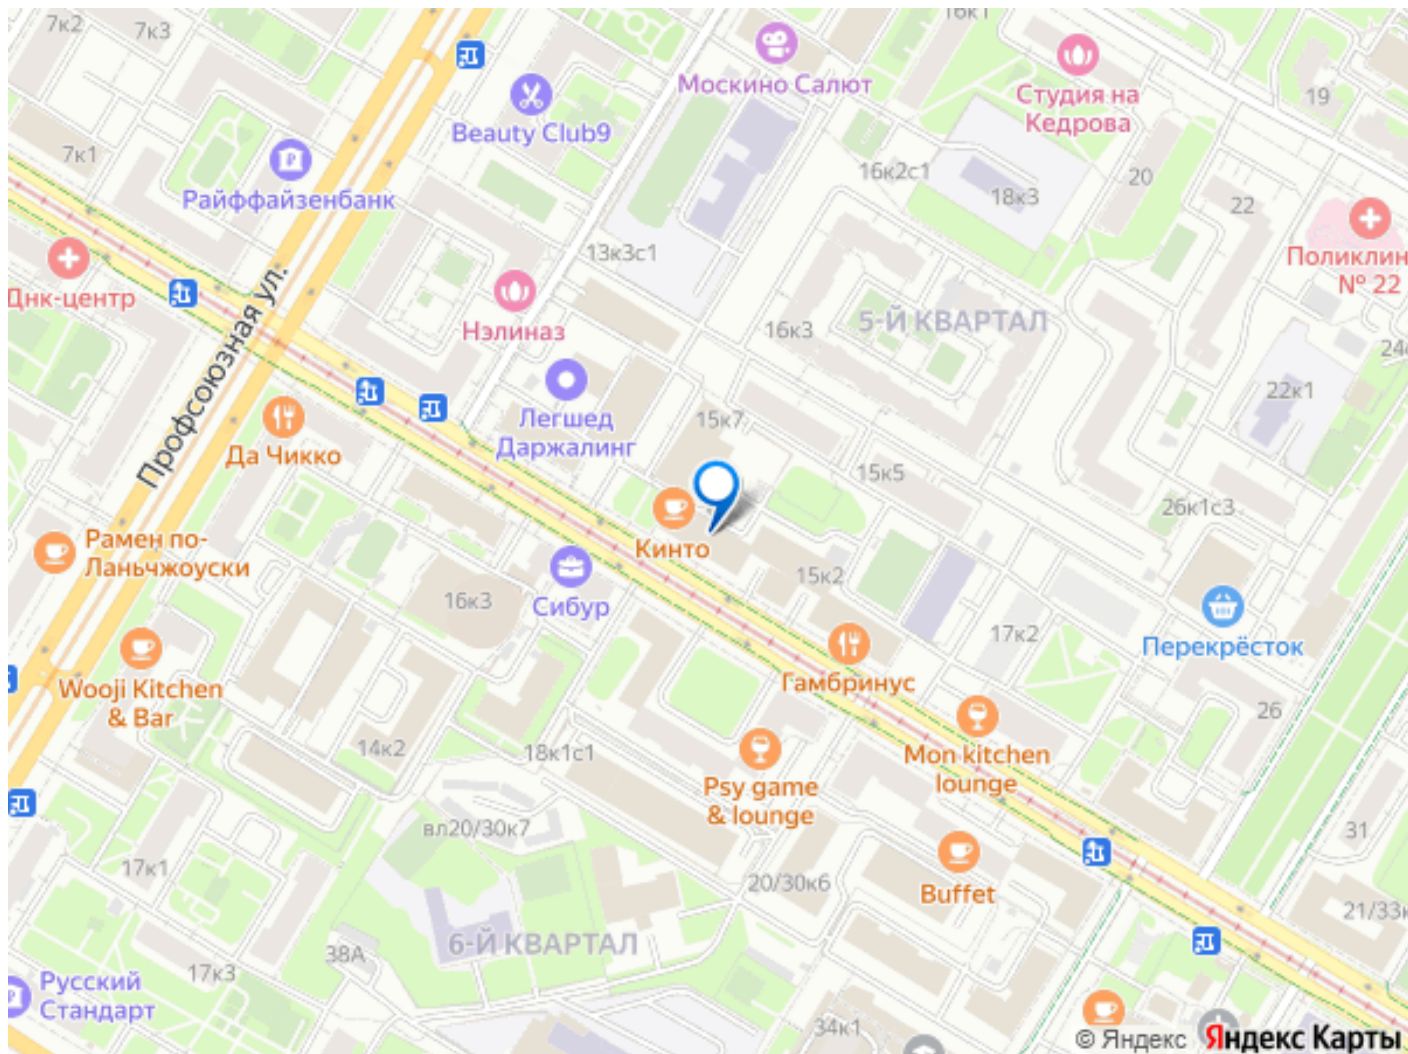 7к2
7к3
16к1
Москино Салют
Студия на
Кедрова
19
Beauty Club9
7к1
Райффайзенбанк
16к2с1
20
18к3
22
Поликлин
№ 22
13к3с1
Днк-центр
Профсоюзная ул.
Нэлиназ
16к3
5-Й КВАРТАЛ
24
22к1
Легшед
Даржалинг
15к7
Да Чикко
15к5
26к1с3
Кинто
Рамен по-
Ланьчжоуски
15к2
16к3
Сибур
17к2
Перекрёсток
Гамбринус
Wooji Kitchen
& Bar
26
14к2
18к1с1
Mon kitchen
lounge
Psy game
& lounge
вл20/30к7
31
17к1
20/30к6
Buffet
21/33к
6-Й КВАРТАЛ
38А
17к3
Русский
Стандарт
34к1
© Яндекс Яндекс Карты